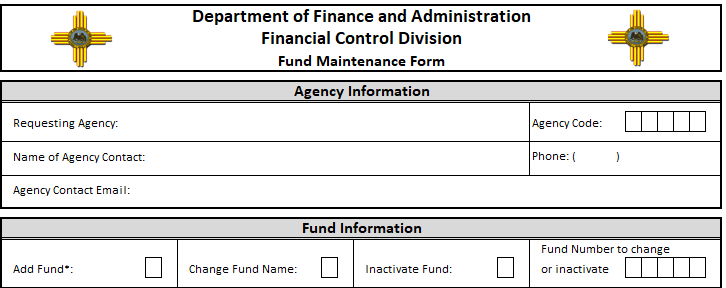 Department of Finance and Administration
Financial Control Division
Fund Maintenance Form
Agency Information
Requesting Agency:
Agency Code:
Name of Agency Contact:
Phone: ( )
Agency Contact Email:
Fund Information
Add Fund*:
Change Fund Name:
Inactivate Fund:
Fund Number to change
or inactivate